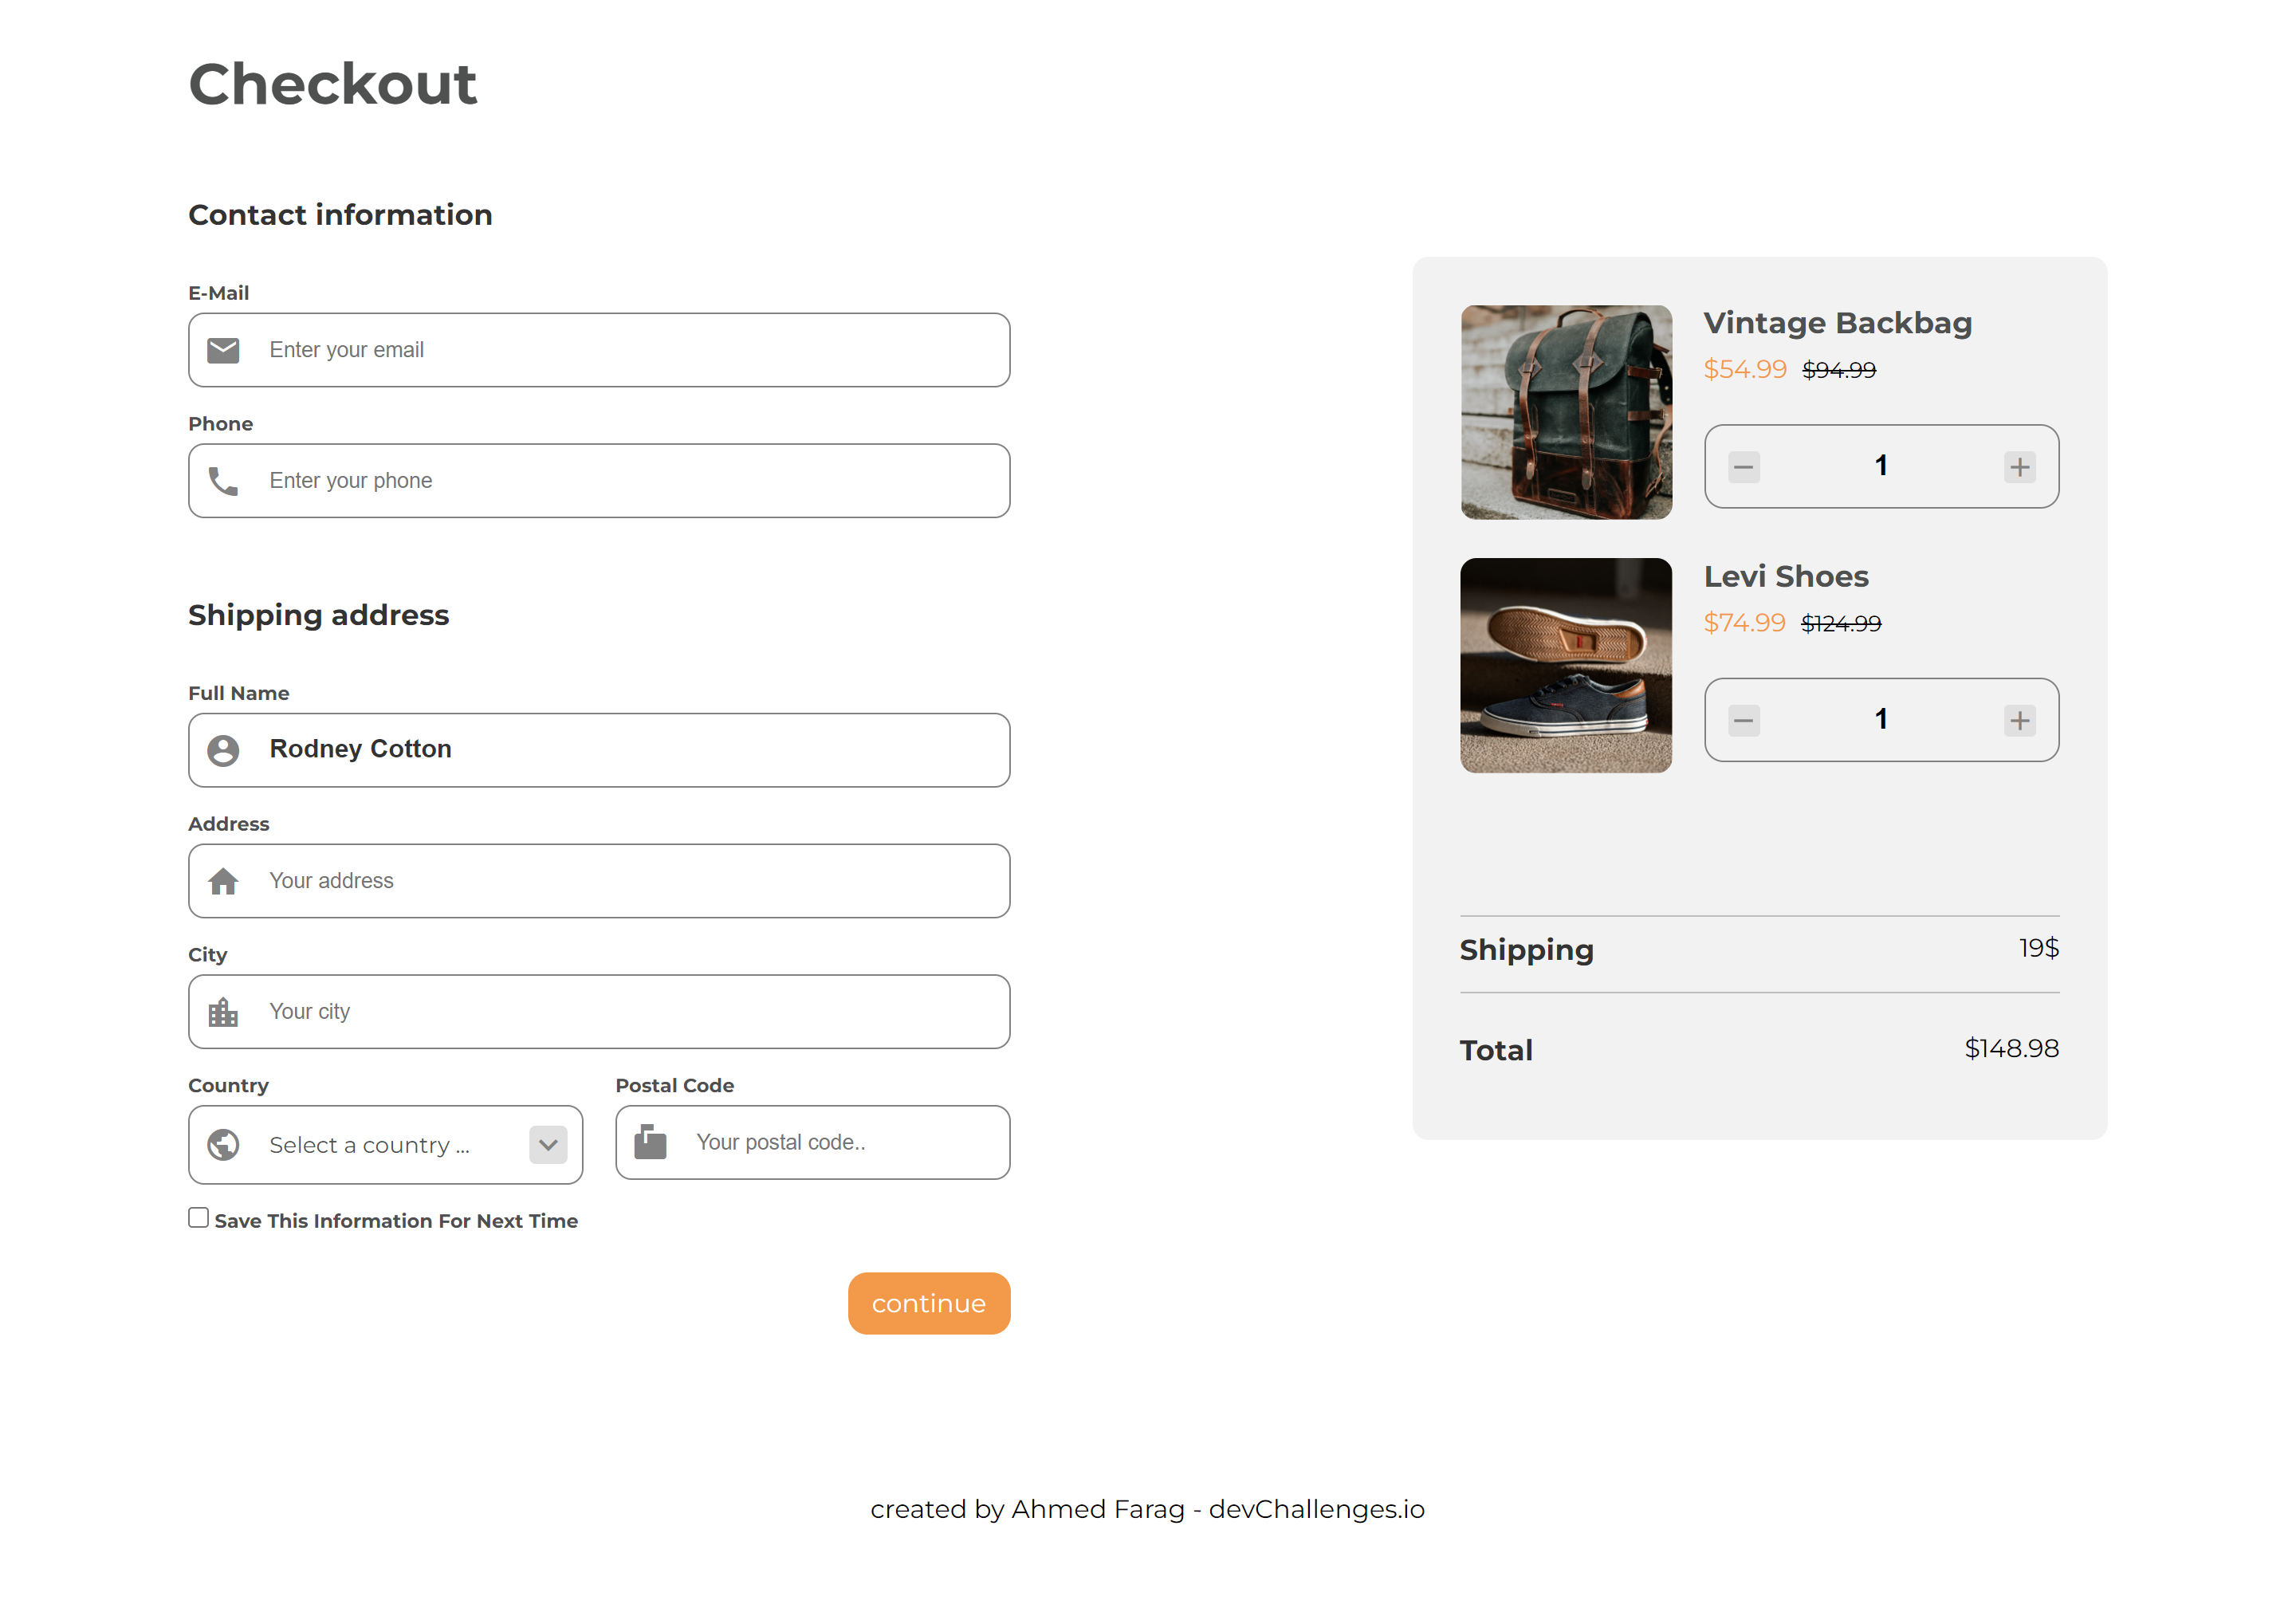 Checkout
Contact information
E-Mail
Enter your email
Phone
Enter your phone
Shipping address
Full Name
Rodney Cotton
Address
Your address
City
Your city
Country
Select a country ...
Postal Code
Your postal code..
Save This Information For Next Time
continue
Vintage Backbag
$54.99 $94.99
1
Levi Shoes
$74.99 $124.99
1
Shipping 19$
Total $148.98
created by Ahmed Farag - devChallenges.io